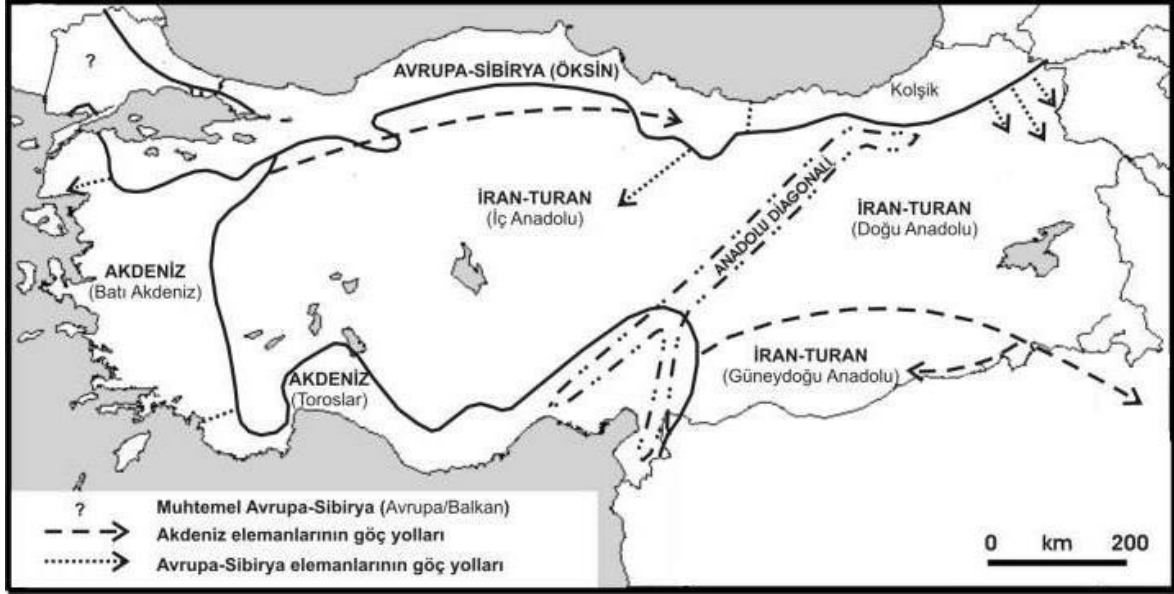 ?
AVRUPA-SİBİRYA (ÖKSİN)
Kolşik
İRAN-TURAN
(İç Anadolu)
ANADOLU DİAGONALİ
İRAN-TURAN
(Doğu Anadolu)
AKDENİZ
(Batı Akdeniz)
AKDENİZ
(Toroslar)
İRAN-TURAN
(Güneydoğu Anadolu)
? Muhtemel Avrupa-Sibirya (Avrupa/Balkan)
Akdeniz elemanlarının göç yolları
Avrupa-Sibirya elemanlarının göç yolları
0 km 200